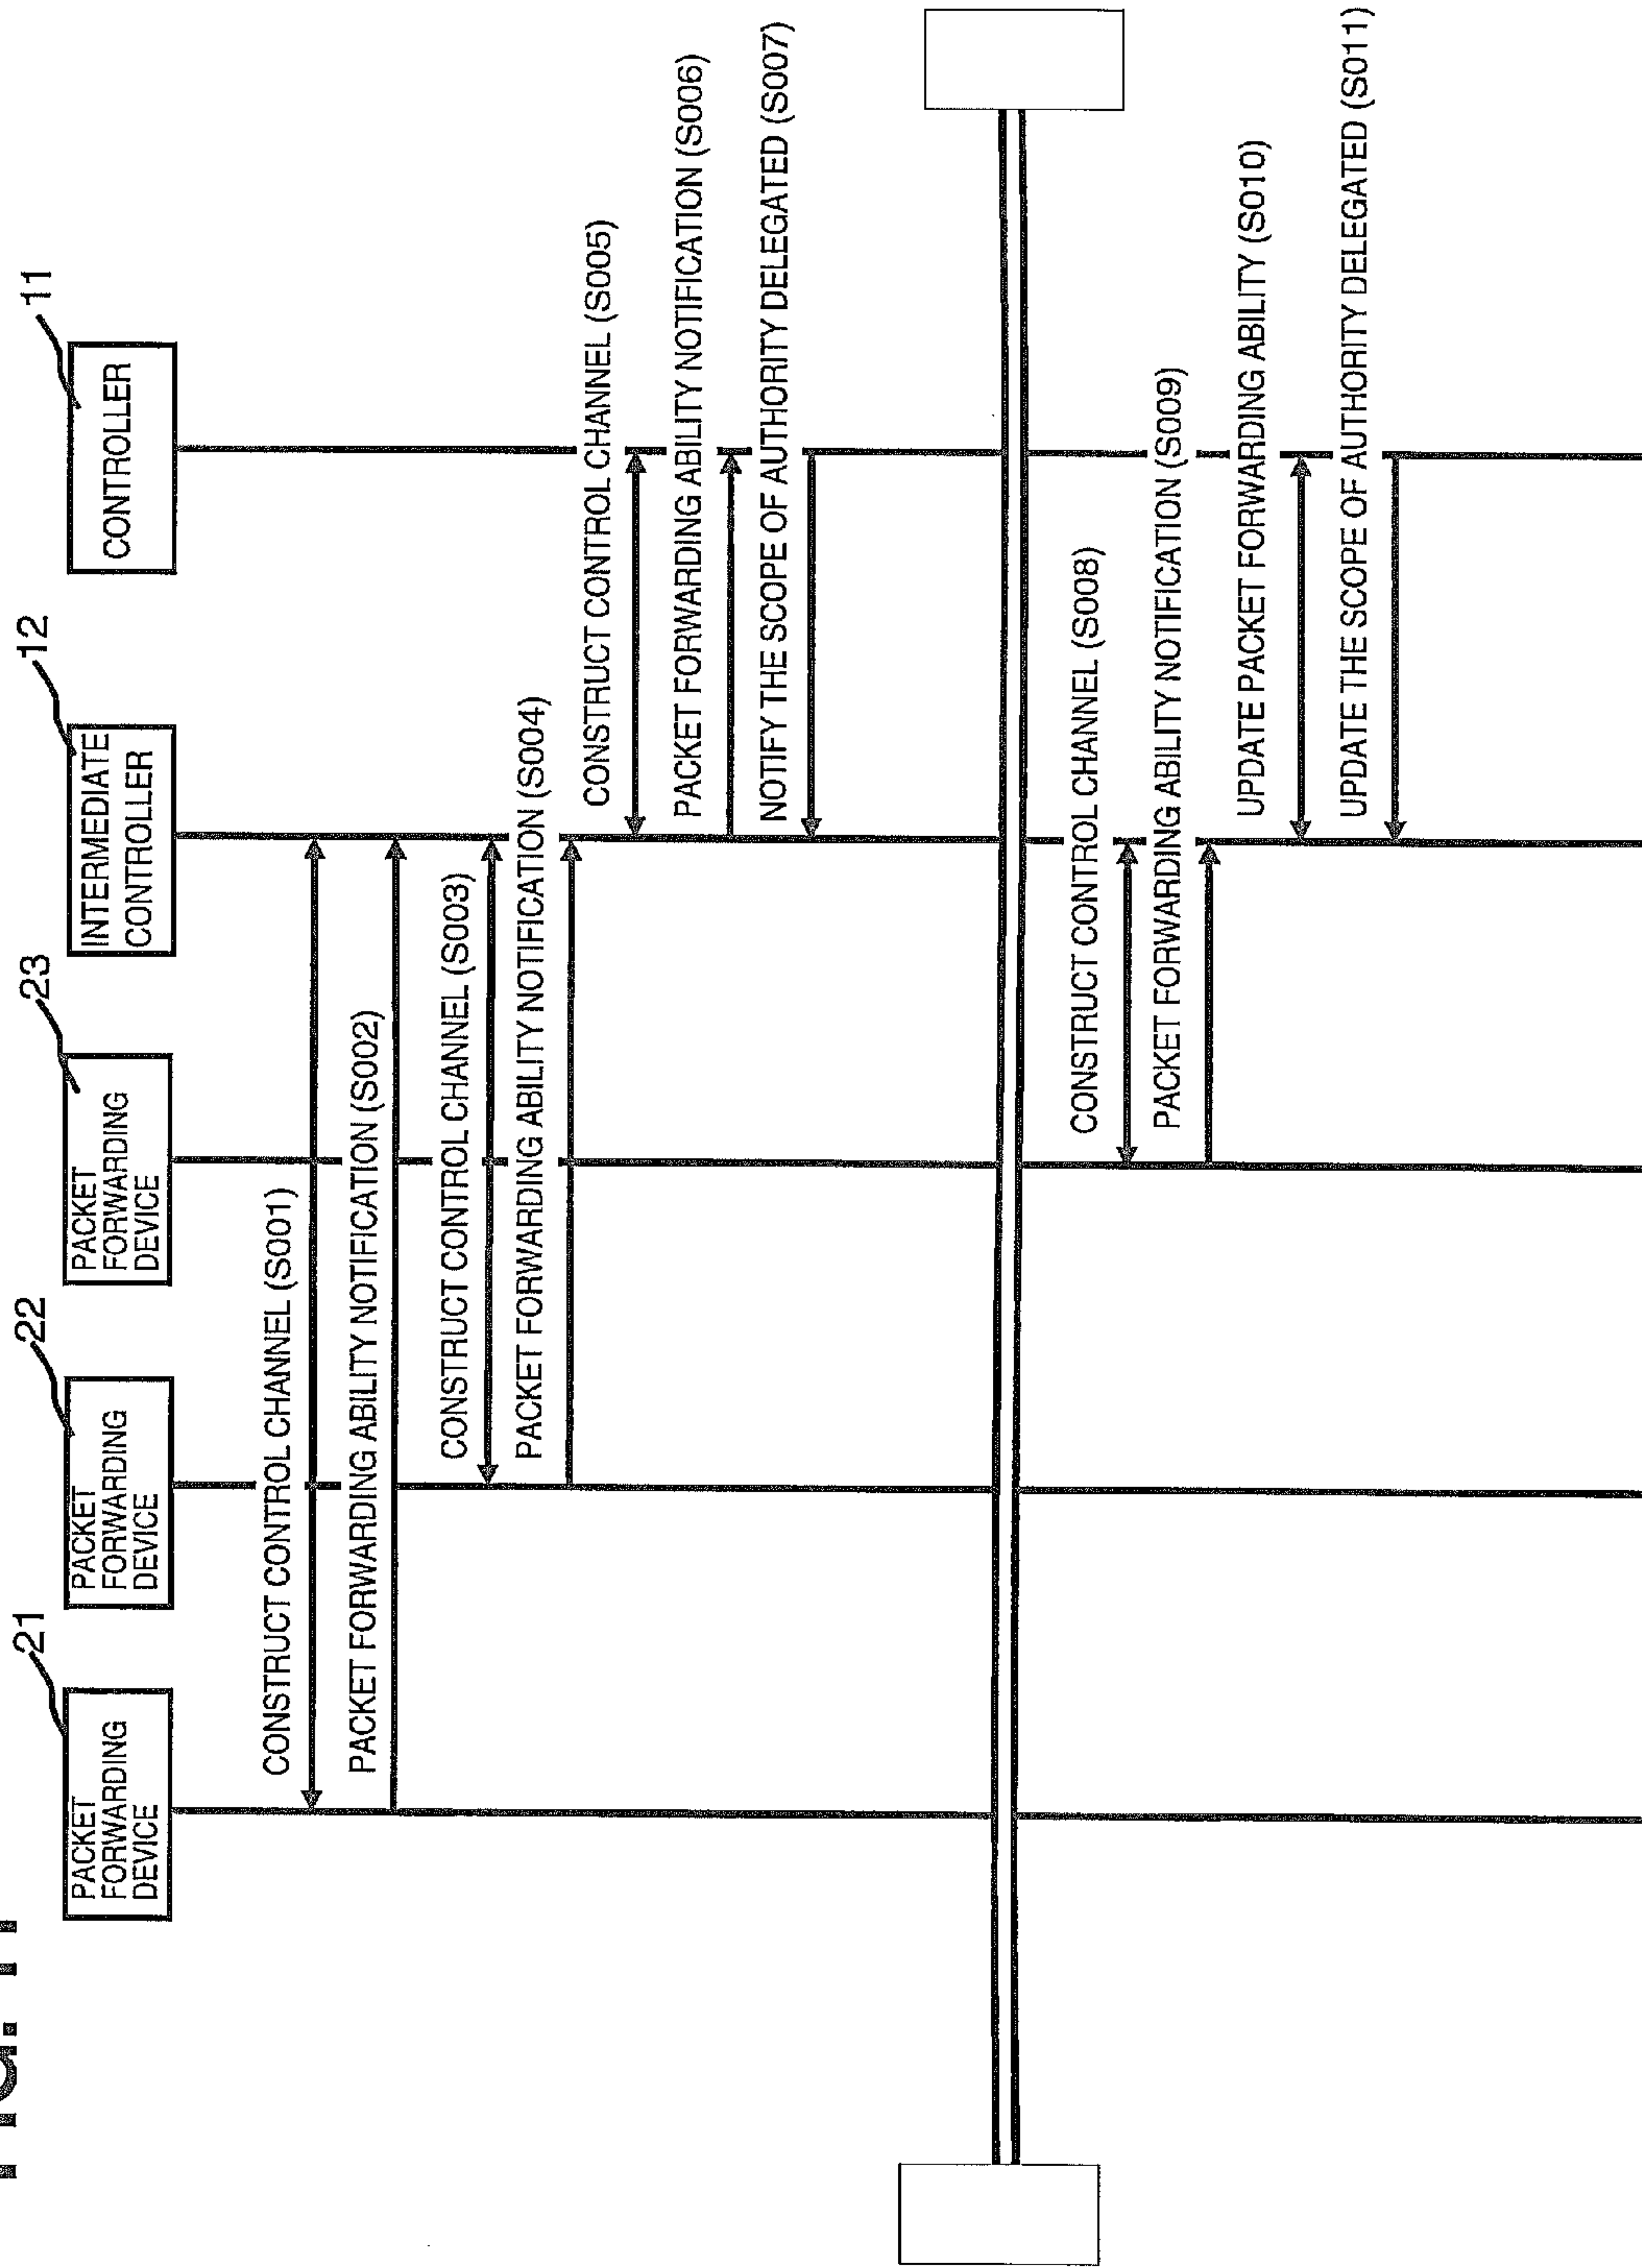 21
PACKET
FORWARDING
DEVICE
22
PACKET
FORWARDING
DEVICE
23
PACKET
FORWARDING
DEVICE
12
INTERMEDIATE
CONTROLLER
11
CONTROLLER
CONSTRUCT CONTROL CHANNEL (S001)
PACKET FORWARDING ABILITY NOTIFICATION (S002)
CONSTRUCT CONTROL CHANNEL (S003)
PACKET FORWARDING ABILITY NOTIFICATION (S004)
CONSTRUCT CONTROL CHANNEL (S005)
PACKET FORWARDING ABILITY NOTIFICATION (S006)
NOTIFY THE SCOPE OF AUTHORITY DELEGATED (S007)
CONSTRUCT CONTROL CHANNEL (S008)
PACKET FORWARDING ABILITY NOTIFICATION (S009)
UPDATE PACKET FORWARDING ABILITY (S010)
UPDATE THE SCOPE OF AUTHORITY DELEGATED (S011)